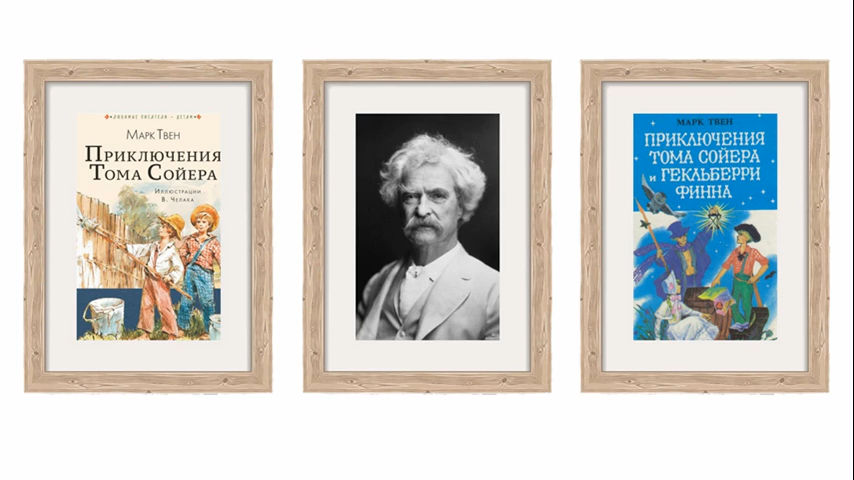 ЛЮБИМЫЕ ПИСАТЕЛИ – ДЕТЯМ
МАРК ТВЕН
ПРИКЛЮЧЕНИЯ
ТОМА СОЙЕРА
ИЛЛЮСТРАЦИИ
В. ЧЕЛАКА
МАРК ТВЕН
ПРИКЛЮЧЕНИЯ
ТОМА СОЙЕРА
И ГЕКЛЬБЕРРИ
ФИННА